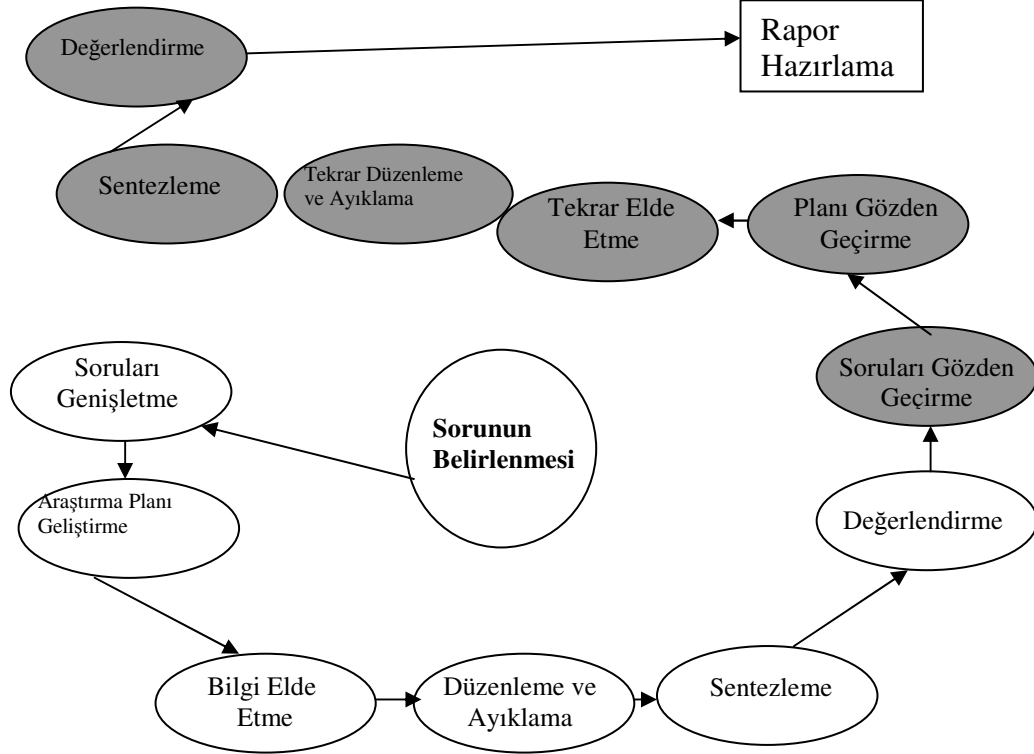 Değerlendirme
Rapor
Hazırlama
Sentezleme
Tekrar Düzenleme
ve Ayıklama
Tekrar Elde
Etme
Planı Gözden
Geçirme
Soruları
Genişletme
Sorunun
Belirlenmesi
Soruları Gözden
Geçirme
Araştırma Planı
Geliştirme
Değerlendirme
Bilgi Elde
Etme
Düzenleme ve
Ayıklama
Sentezleme